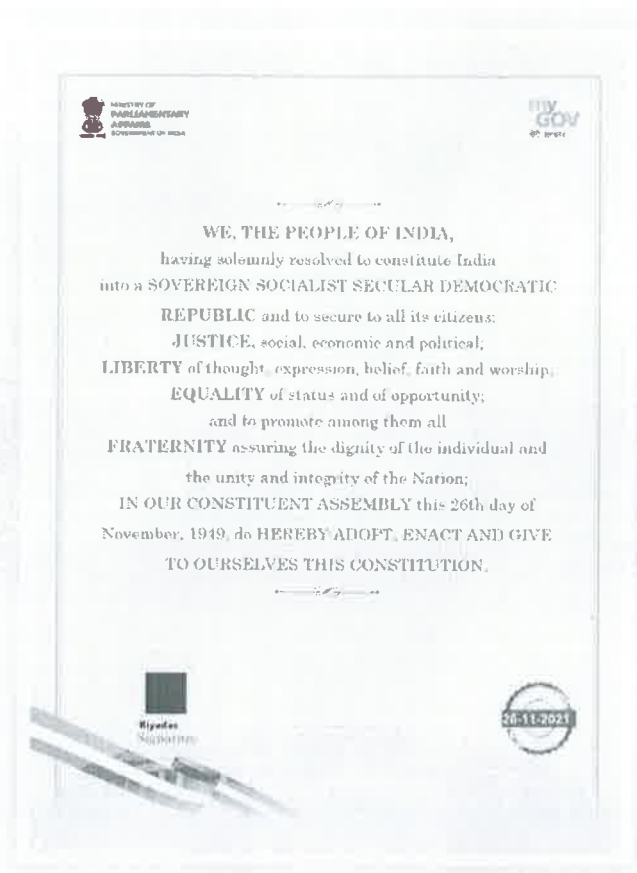 MINISTRY OF
PARLIAMENTARY
AFFAIRS
GOVERNMENT OF INDIA
my
GOV
मेरी सरकार
WE, THE PEOPLE OF INDIA,
having solemnly resolved to constitute India
into a SOVEREIGN SOCIALIST SECULAR DEMOCRATIC
REPUBLIC and to secure to all its citizens:
JUSTICE, social, economic and political;
LIBERTY of thought, expression, belief, faith and worship;
EQUALITY of status and of opportunity;
and to promote among them all
FRATERNITY assuring the dignity of the individual and
the unity and integrity of the Nation;
IN OUR CONSTITUENT ASSEMBLY this 26th day of
November, 1949, do HEREBY ADOPT, ENACT AND GIVE
TO OURSELVES THIS CONSTITUTION.
Riyadas
Signature
26-11-2021